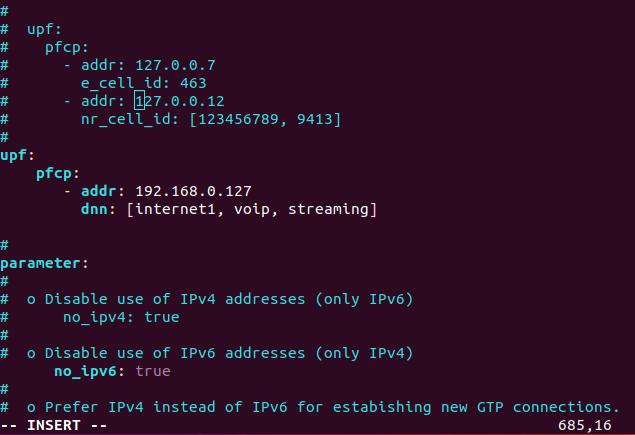 #
#  upf:
#    pfcp:
#      - addr: 127.0.0.7
#        e_cell_id: 463
#      - addr: 127.0.0.12
#        nr_cell_id: [123456789, 9413]
#
upf:
    pfcp:
       - addr: 192.168.0.127
         dnn: [internet1, voip, streaming]

#
parameter:
#
#  o Disable use of IPv4 addresses (only IPv6)
#      no_ipv4: true
#
#  o Disable use of IPv6 addresses (only IPv4)
      no_ipv6: true
#
#  o Prefer IPv4 instead of IPv6 for estabishing new GTP connections.
-- INSERT --                                                  685,16